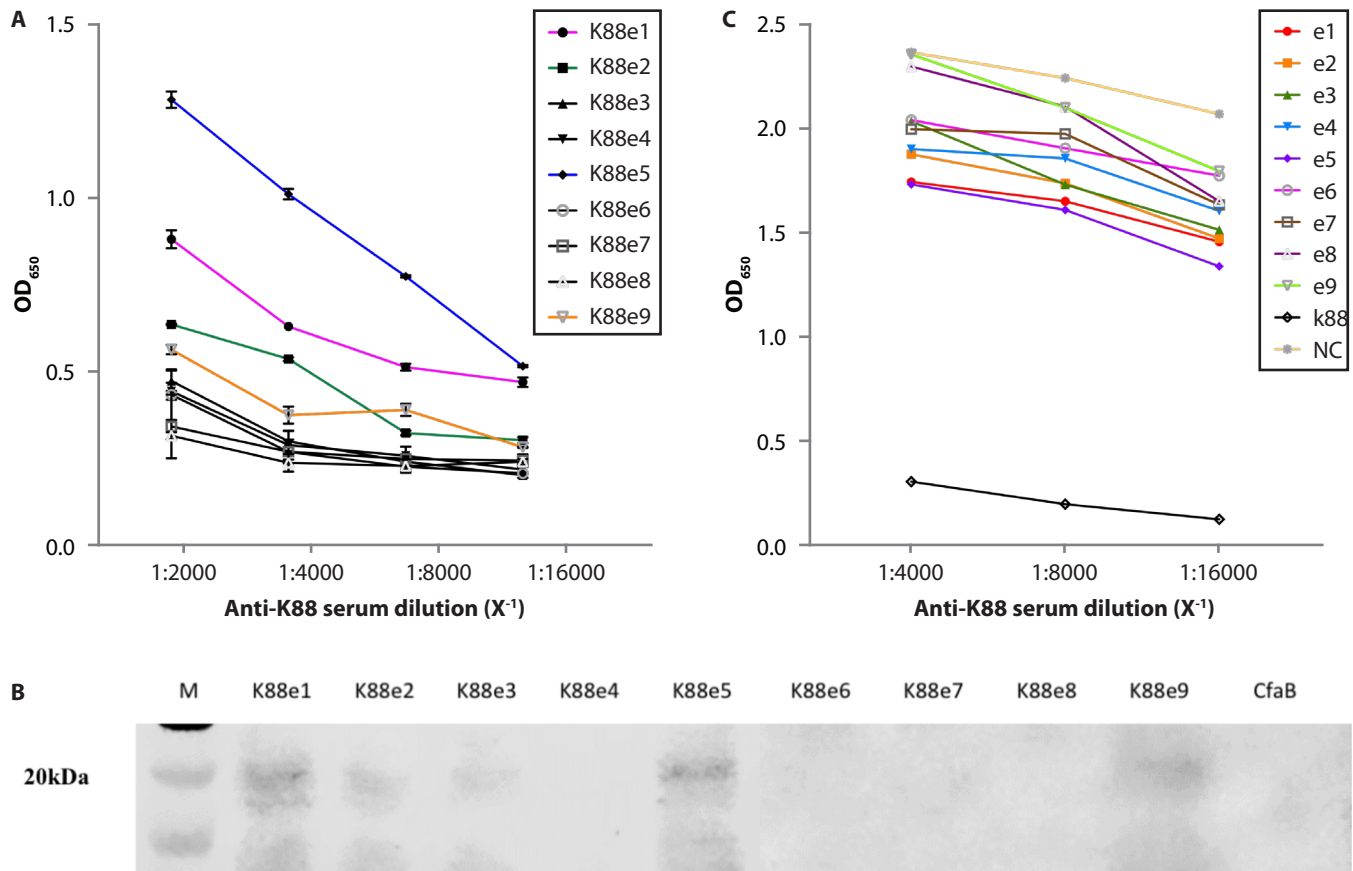 A
1.5
1.0
0.5
0.0
OD650
1:2000
1:4000
1:8000
1:16000
Anti-K88 serum dilution (X-1)
K88e1
K88e2
K88e3
K88e4
K88e5
K88e6
K88e7
K88e8
K88e9
C
2.5
2.0
1.5
1.0
0.5
0.0
OD650
1:4000
1:8000
1:16000
Anti-K88 serum dilution (X-1)
e1
e2
e3
e4
e5
e6
e7
e8
e9
k88
NC
B
M K88e1 K88e2 K88e3 K88e4 K88e5 K88e6 K88e7 K88e8 K88e9 CfaB
20kDa